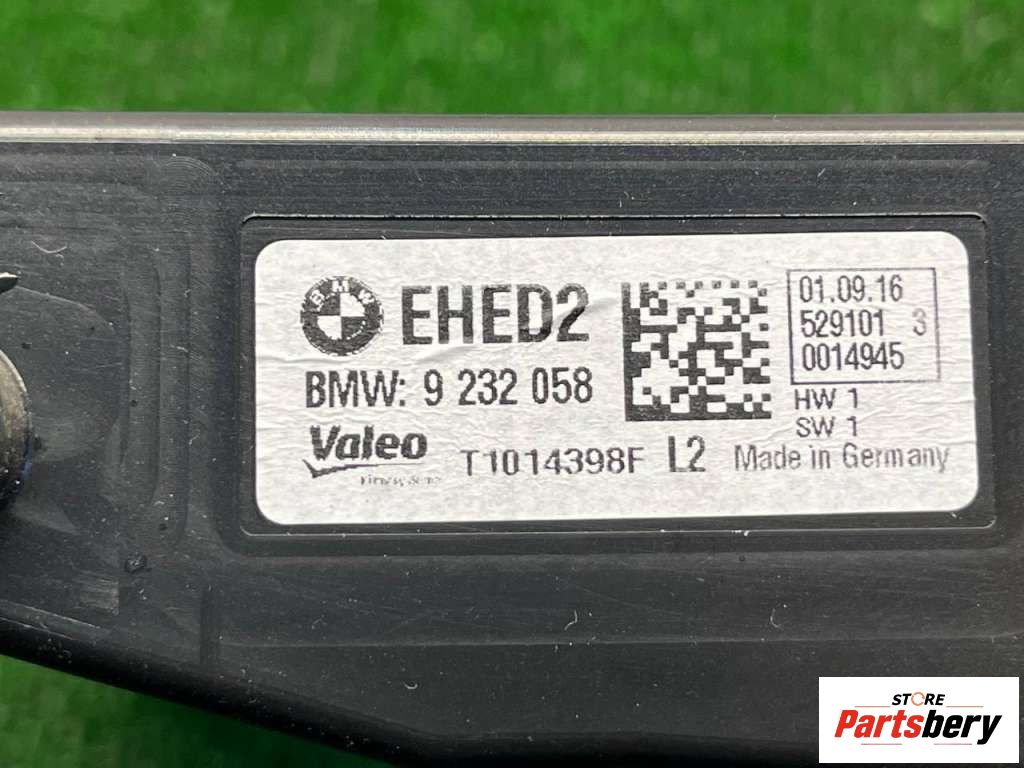 BMW
EHED2
BMW: 9 232 058
Valeo
T1014398F L2
01.09.16
529101 3
0014945
HW 1
SW 1
Made in Germany
STORE
Partsbery